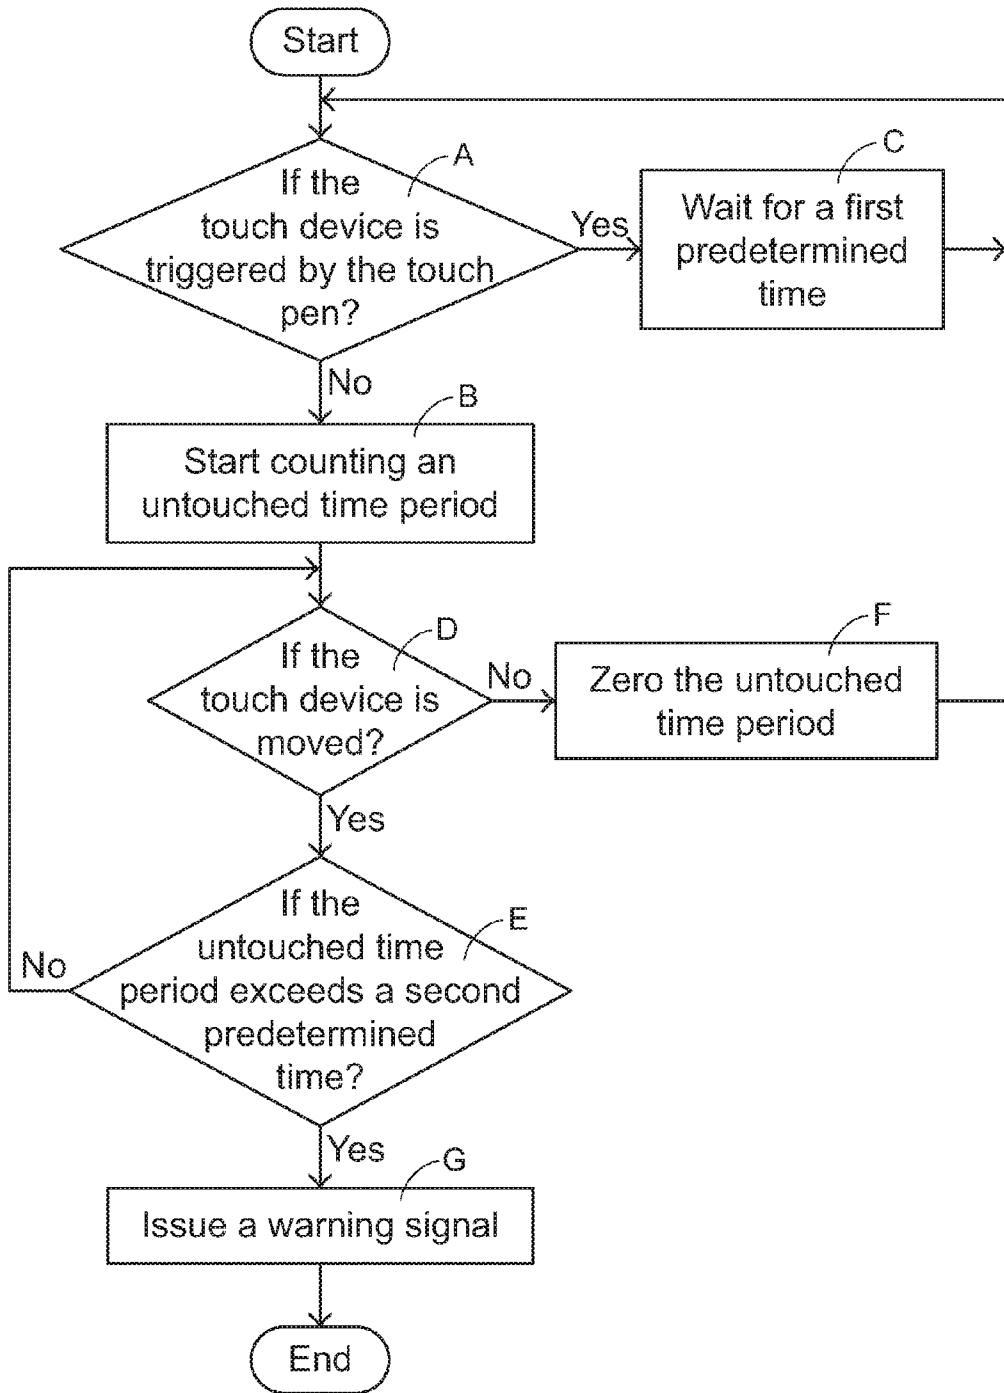 Start
A
If the
touch device is
triggered by the touch
pen?
Yes
C
Wait for a first
predetermined
time
No
B
Start counting an
untouched time period
D
If the
touch device is
moved?
No
F
Zero the untouched
time period
Yes
E
If the
untouched time
period exceeds a second
predetermined
time?
No
Yes
G
Issue a warning signal
End